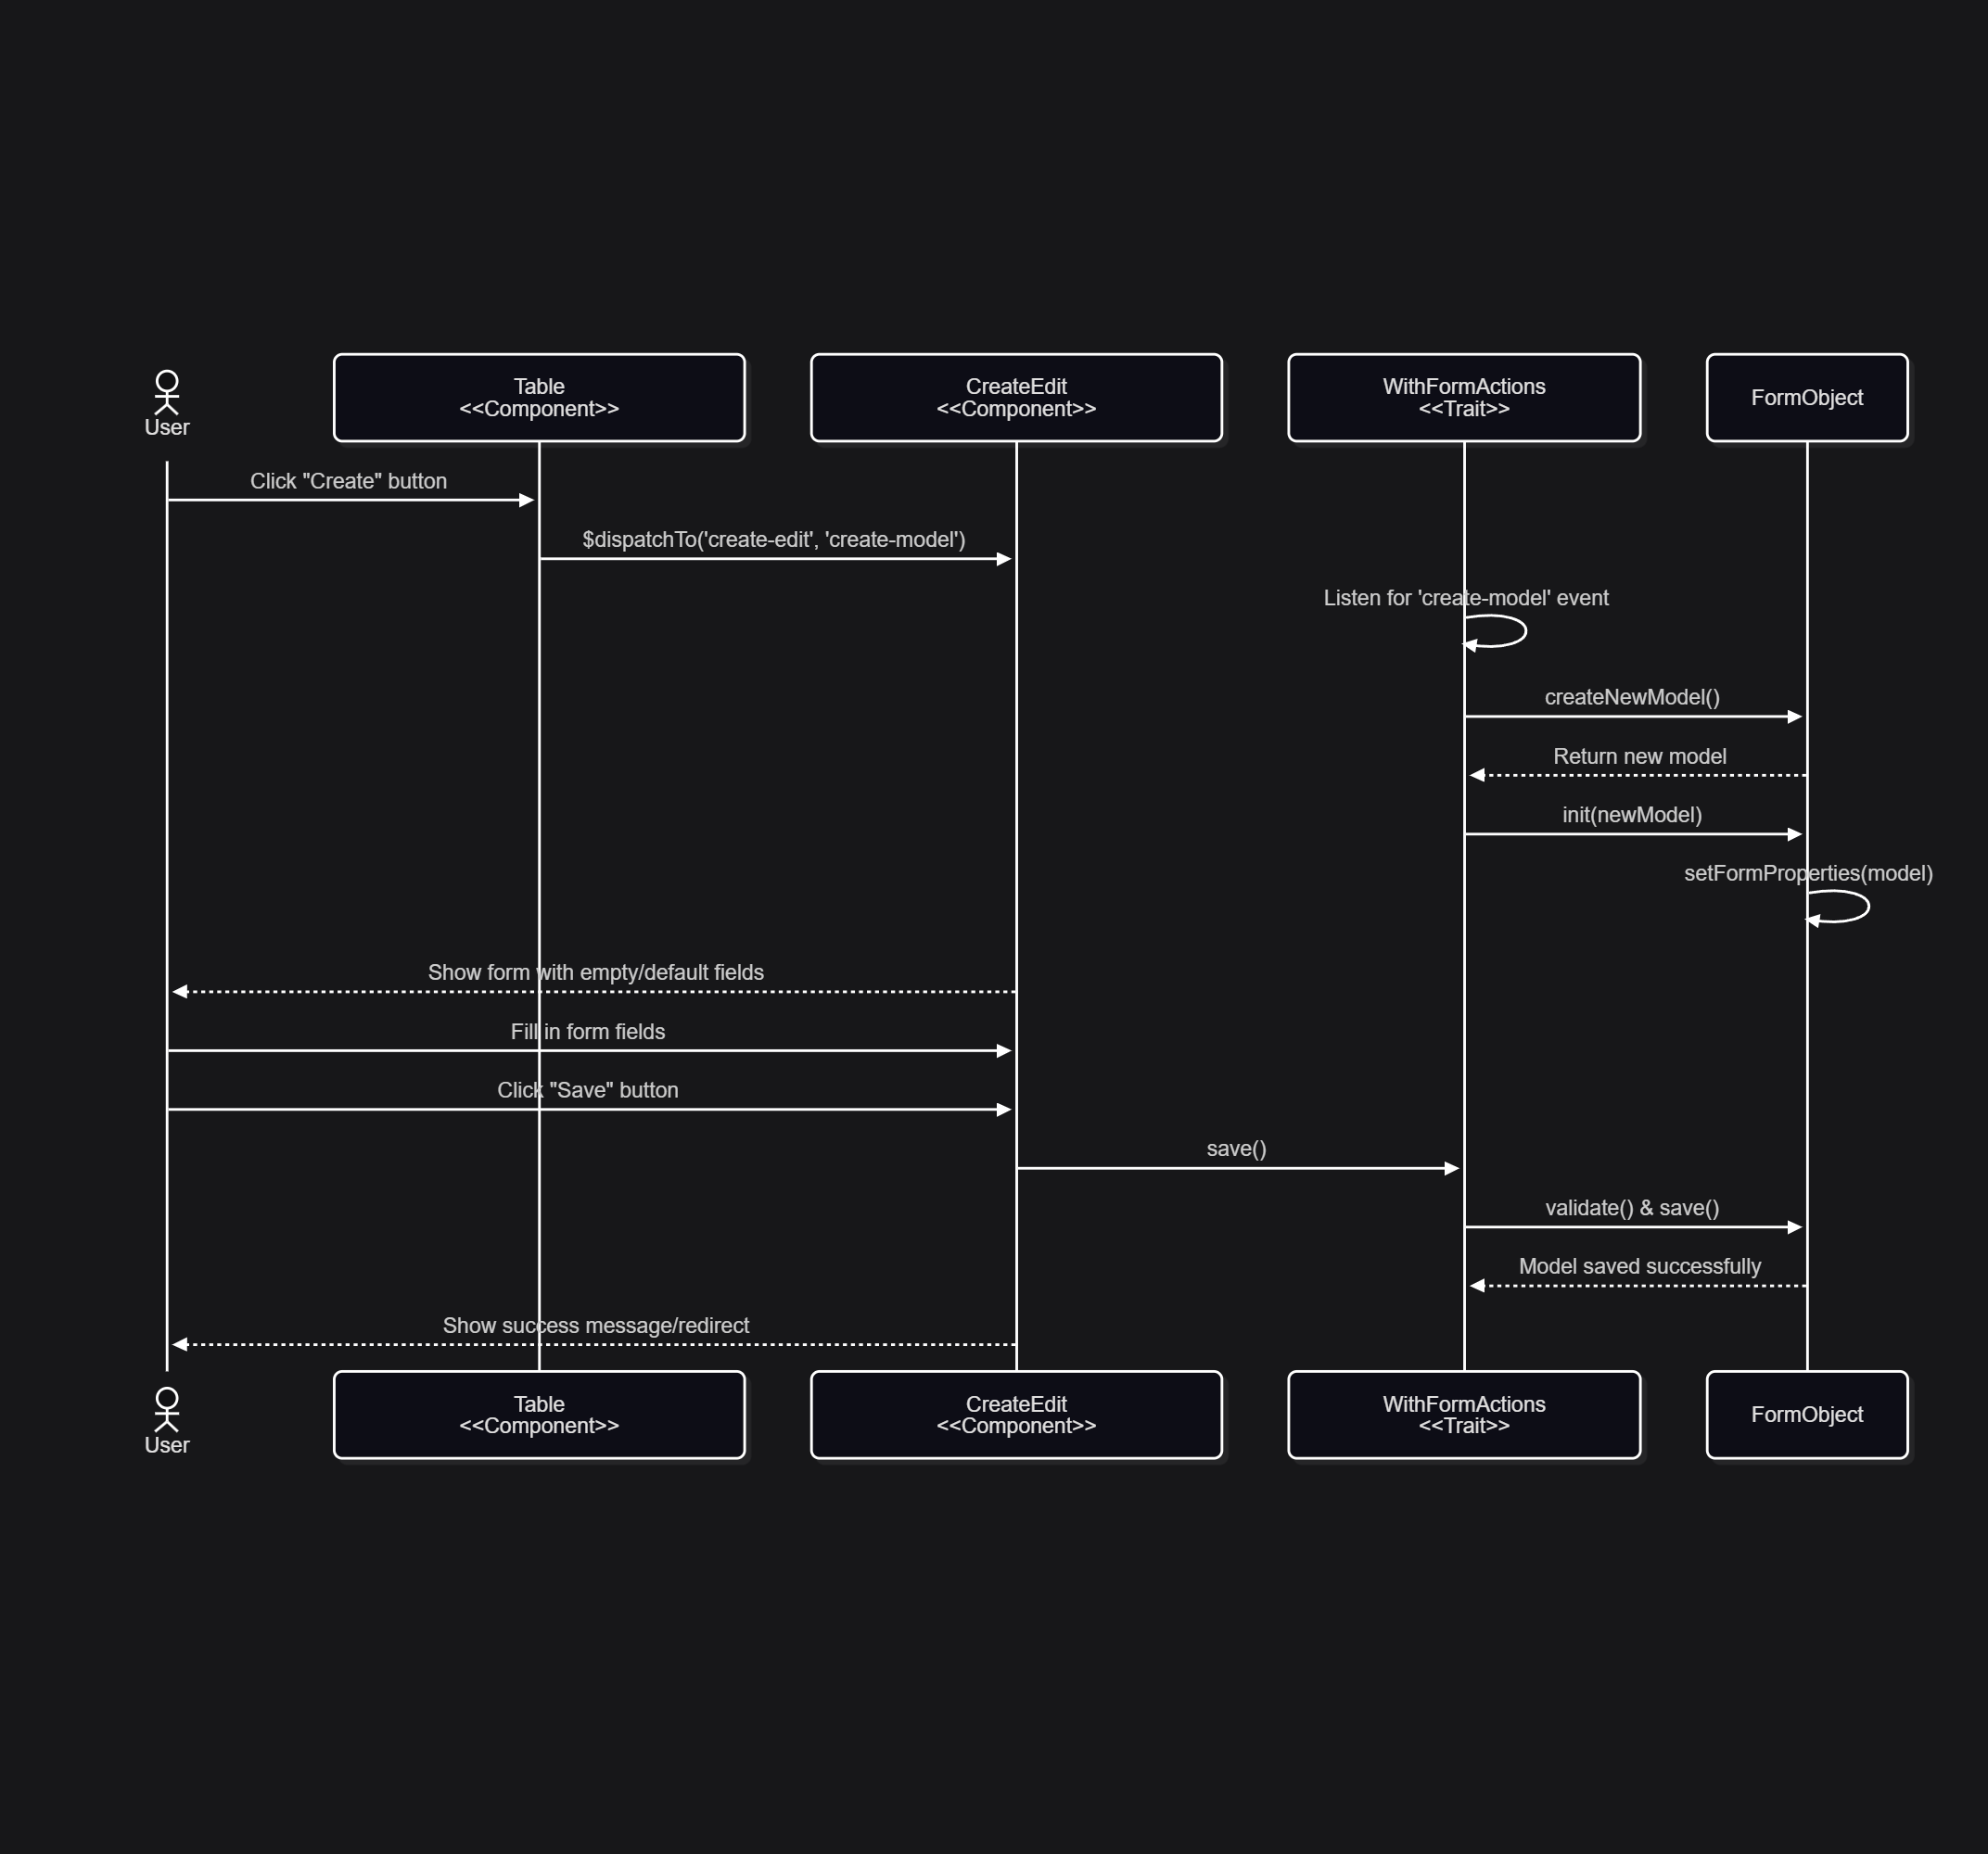 User
Table
<<Component>>
CreateEdit
<<Component>>
WithFormActions
<<Trait>>
FormObject
Click "Create" button
$dispatchTo('create-edit', 'create-model')
Listen for 'create-model' event
createNewModel()
Return new model
init(newModel)
setFormProperties(model)
Show form with empty/default fields
Fill in form fields
Click "Save" button
save()
validate() & save()
Model saved successfully
Show success message/redirect
User
Table
<<Component>>
CreateEdit
<<Component>>
WithFormActions
<<Trait>>
FormObject